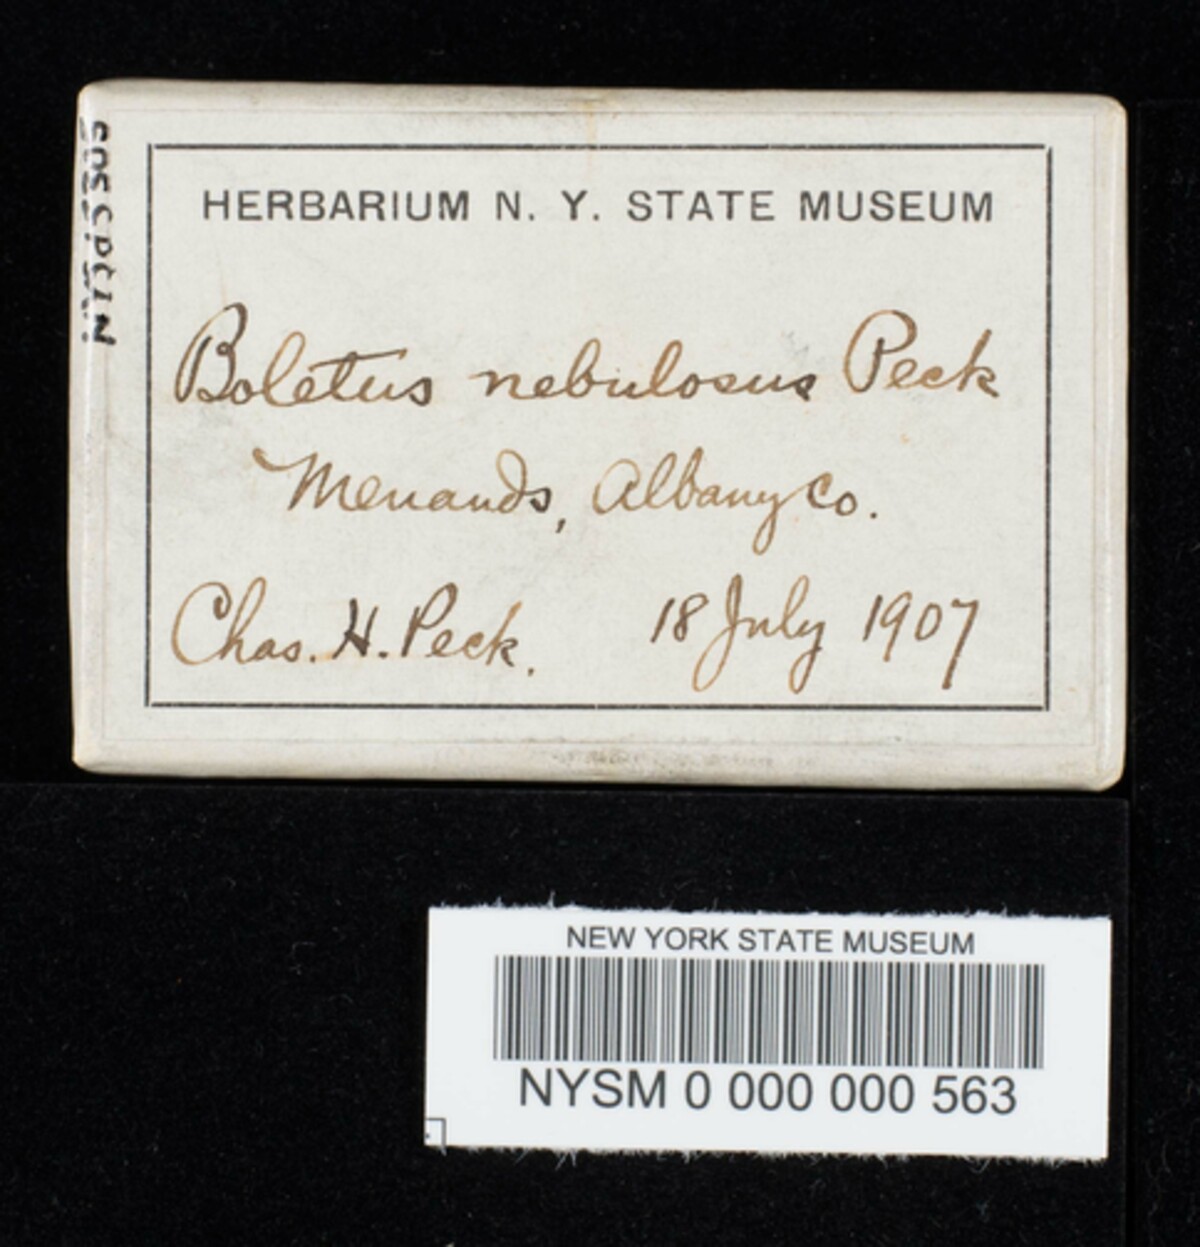 HERBARIUM N. Y. STATE MUSEUM
Boletus nebulosus Peck
Menands, Albany Co.
Chas. H. Peck. 18 July 1907
NEW YORK STATE MUSEUM
NYSM 0 000 000 563